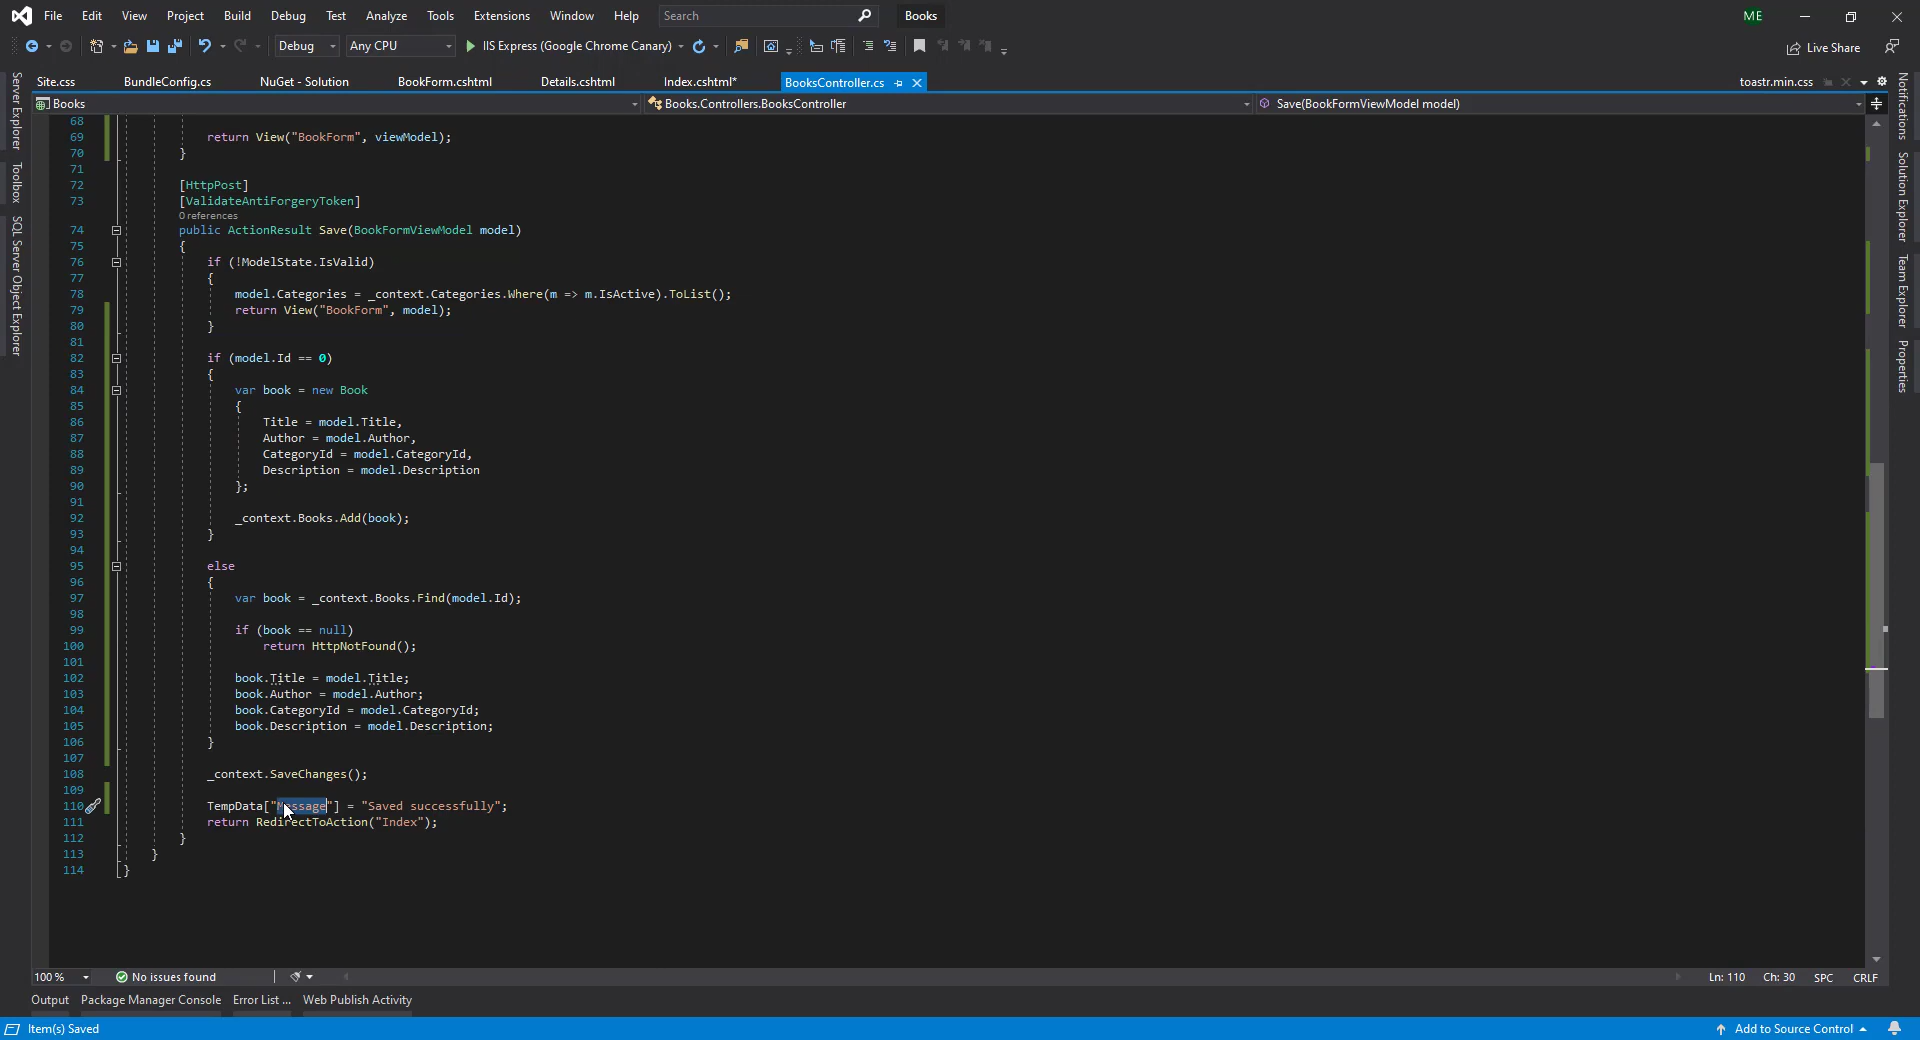 File Edit View Project Build Debug Test Analyze Tools Extensions Window Help Search Books ME
Debug Any CPU IIS Express (Google Chrome Canary) Live Share
Site.css BundleConfig.cs NuGet - Solution BookForm.cshtml Details.cshtml Index.cshtml* BooksController.cs toastr.min.css
Books Books.Controllers.BooksController Save(BookFormViewModel model)
Server Explorer
Toolbox
SQL Server Object Explorer
Notifications
Solution Explorer
Team Explorer
Properties
68
69 return View("BookForm", viewModel);
70 }
71
72 [HttpPost]
73 [ValidateAntiForgeryToken]
0 references
74 public ActionResult Save(BookFormViewModel model)
75 {
76 if (!ModelState.IsValid)
77 {
78 model.Categories = _context.Categories.Where(m => m.IsActive).ToList();
79 return View("BookForm", model);
80 }
81
82 if (model.Id == 0)
83 {
84 var book = new Book
85 {
86 Title = model.Title,
87 Author = model.Author,
88 CategoryId = model.CategoryId,
89 Description = model.Description
90 };
91
92 _context.Books.Add(book);
93 }
94
95 else
96 {
97 var book = _context.Books.Find(model.Id);
98
99 if (book == null)
100 return HttpNotFound();
101
102 book.Title = model.Title;
103 book.Author = model.Author;
104 book.CategoryId = model.CategoryId;
105 book.Description = model.Description;
106 }
107
108 _context.SaveChanges();
109
110 TempData["Message"] = "Saved successfully";
111 return RedirectToAction("Index");
112 }
113 }
114 }
100 % No issues found Ln: 110 Ch: 30 SPC CRLF
Output Package Manager Console Error List ... Web Publish Activity
Item(s) Saved Add to Source Control